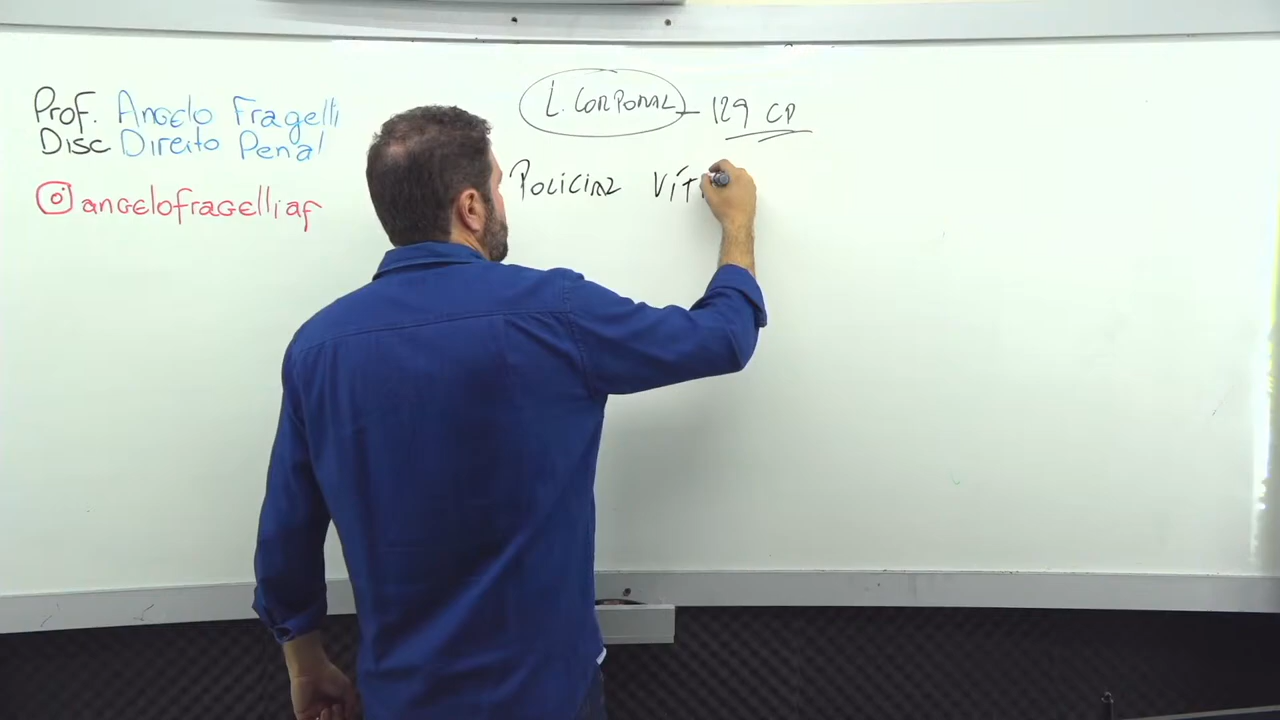 Prof. Angelo Fragelli
Disc Direito Penal
angelofragelliaf
L. CORPORAL – 129 CP
POLICIAL VÍT